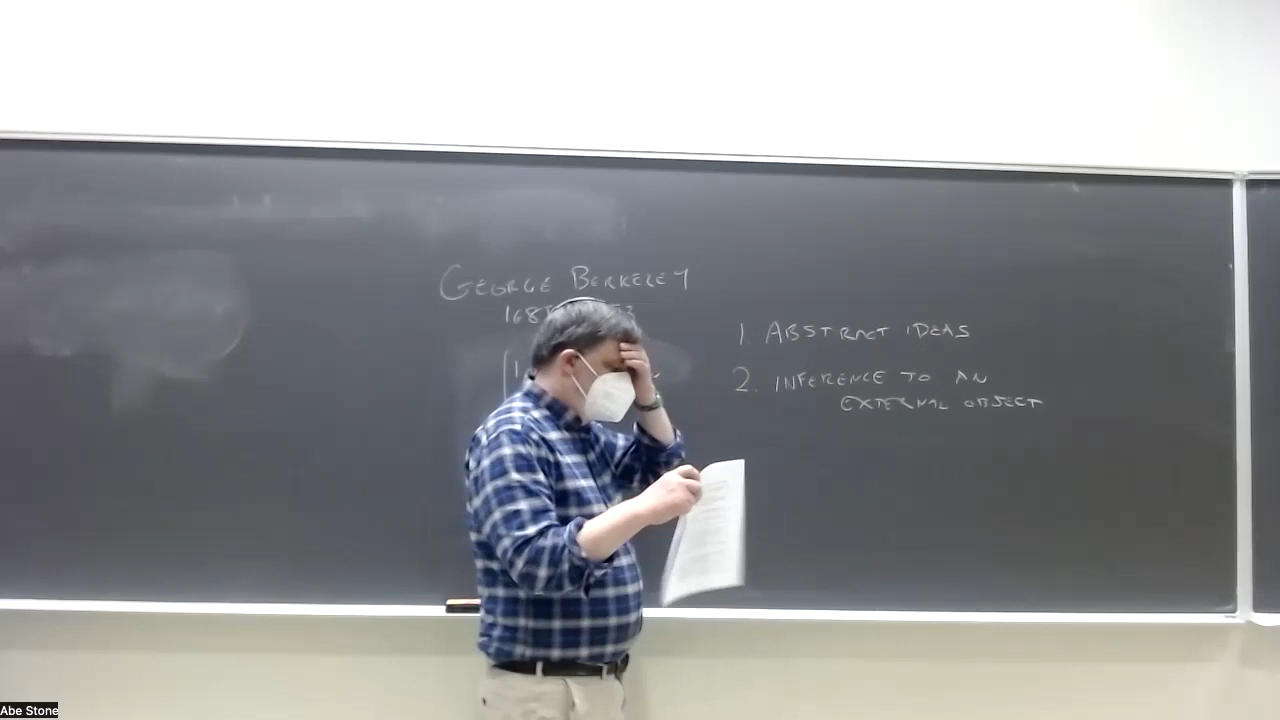 GEORGE BERKELEY
1. ABSTRACT IDEAS
2. INFERENCE TO AN
EXTERNAL OBJECT
Abe Stone